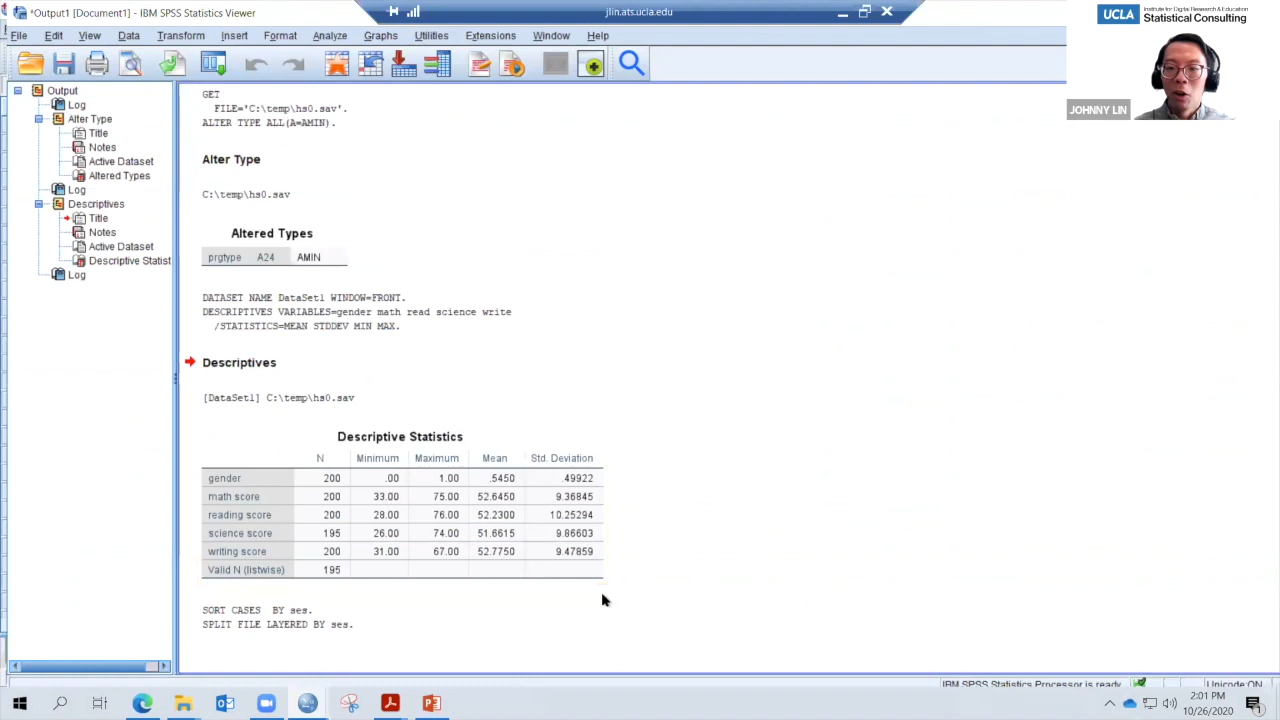 *Output1 [Document1] - IBM SPSS Statistics Viewer
jlin.ats.ucla.edu
UCLA Institute for Digital Research & Education
Statistical Consulting
File Edit View Data Transform Insert Format Analyze Graphs Utilities Extensions Window Help
JOHNNY LIN
Output
Log
Alter Type
Title
Notes
Active Dataset
Altered Types
Log
Descriptives
Title
Notes
Active Dataset
Descriptive Statist
Log
GET
FILE='C:\temp\hs0.sav'.
ALTER TYPE ALL(A=AMIN).
Alter Type
C:\temp\hs0.sav
Altered Types
prgtype A24 AMIN
DATASET NAME DataSet1 WINDOW=FRONT.
DESCRIPTIVES VARIABLES=gender math read science write
/STATISTICS=MEAN STDDEV MIN MAX.
Descriptives
[DataSet1] C:\temp\hs0.sav
Descriptive Statistics
N Minimum Maximum Mean Std. Deviation
gender 200 .00 1.00 .5450 .49922
math score 200 33.00 75.00 52.6450 9.36845
reading score 200 28.00 76.00 52.2300 10.25294
science score 195 26.00 74.00 51.6615 9.86603
writing score 200 31.00 67.00 52.7750 9.47859
Valid N (listwise) 195
SORT CASES BY ses.
SPLIT FILE LAYERED BY ses.
IBM SPSS Statistics Processor is ready Unicode:ON
2:01 PM
10/26/2020
1